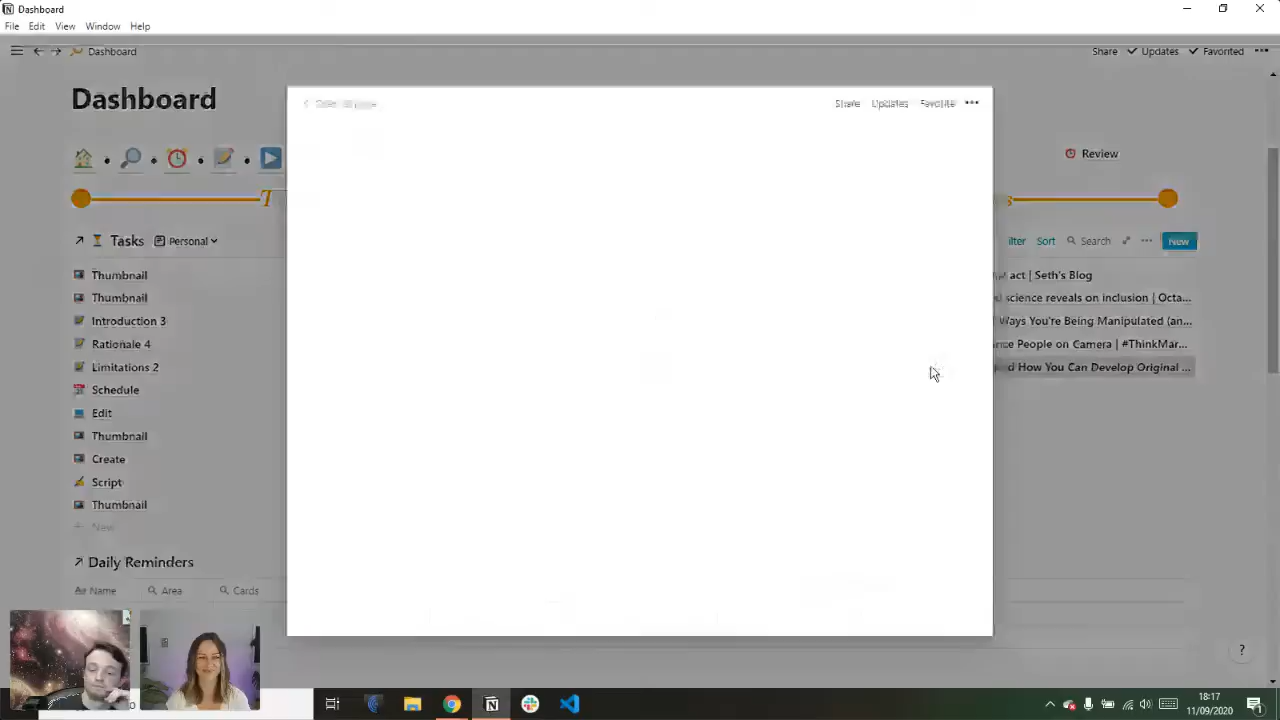 Dashboard
File Edit View Window Help
Dashboard
Share Updates Favorited
Dashboard
Share Updates Favorite
Review
T
s
Tasks Personal
ilter Sort Search New
Thumbnail
act | Seth's Blog
Thumbnail
science reveals on inclusion | Octa...
Introduction 3
Ways You're Being Manipulated (an...
Rationale 4
People on Camera | #ThinkMar...
Limitations 2
How You Can Develop Original ...
Schedule
Edit
Thumbnail
Create
Script
Thumbnail
New
Daily Reminders
Aa Name Area Cards
?
18:17
11/09/2020